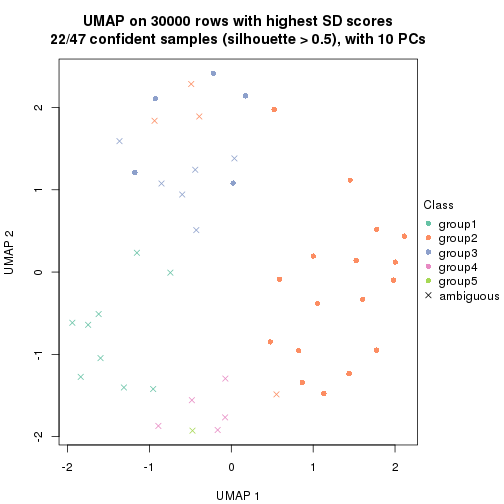 UMAP on 30000 rows with highest SD scores
22/47 confident samples (silhouette > 0.5), with 10 PCs
UMAP 2
2
1
0
-1
-2
-2
-1
0
1
2
UMAP 1
Class
group1
group2
group3
group4
group5
ambiguous